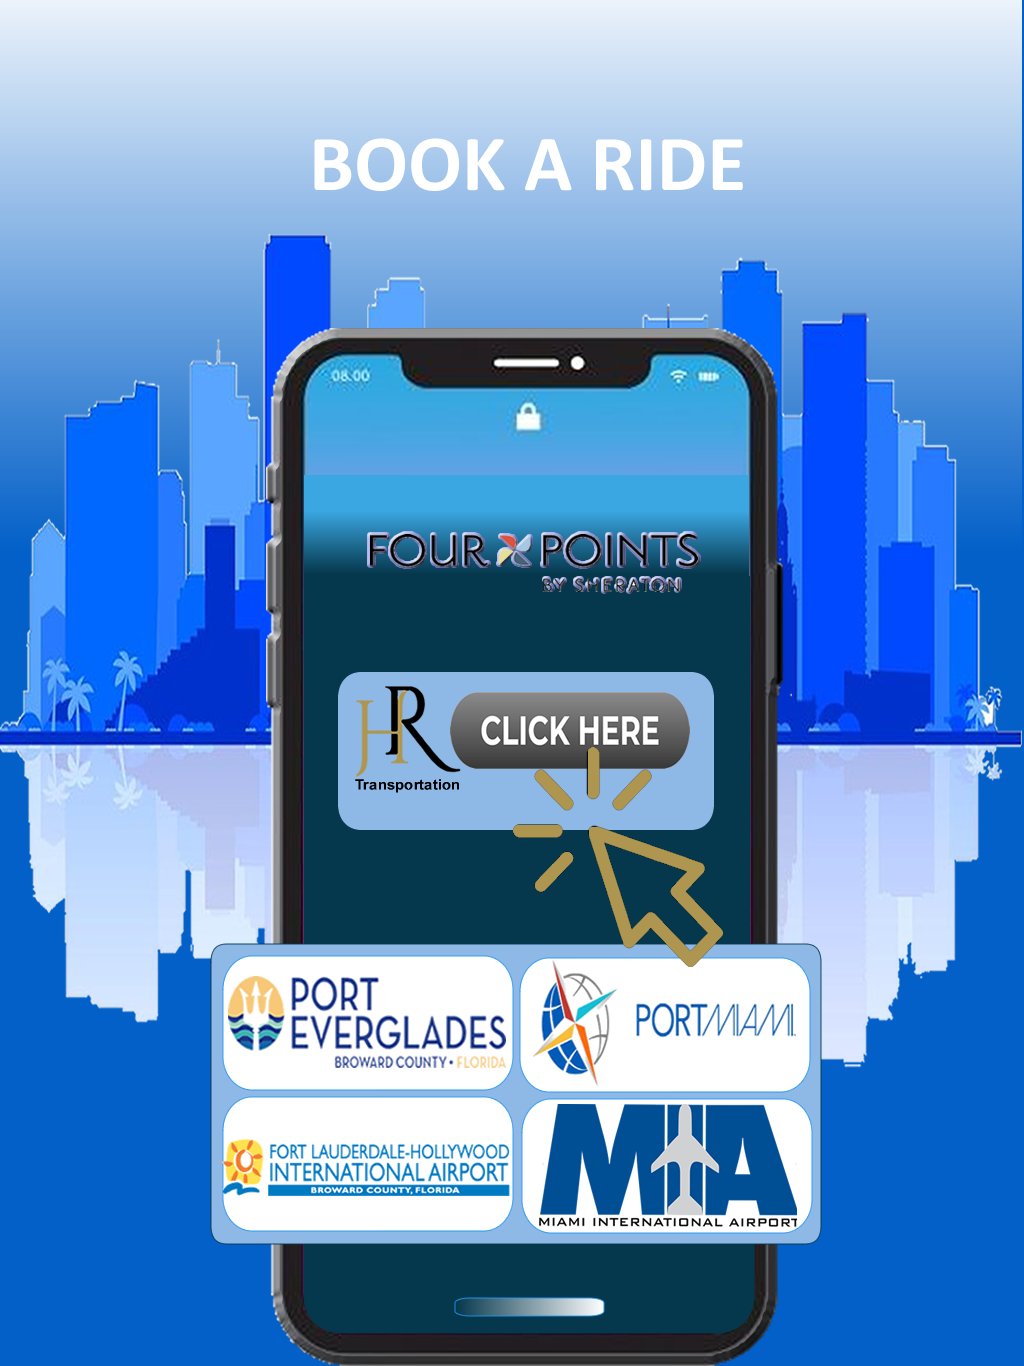 BOOK A RIDE
08.00
FOUR POINTS
BY SHERATON
HR
CLICK HERE
Transportation
PORT
EVERGLADES
BROWARD COUNTY • FLORIDA
PORTMIAMI.
FORT LAUDERDALE-HOLLYWOOD
INTERNATIONAL AIRPORT
BROWARD COUNTY, FLORIDA
MIA
MIAMI INTERNATIONAL AIRPORT